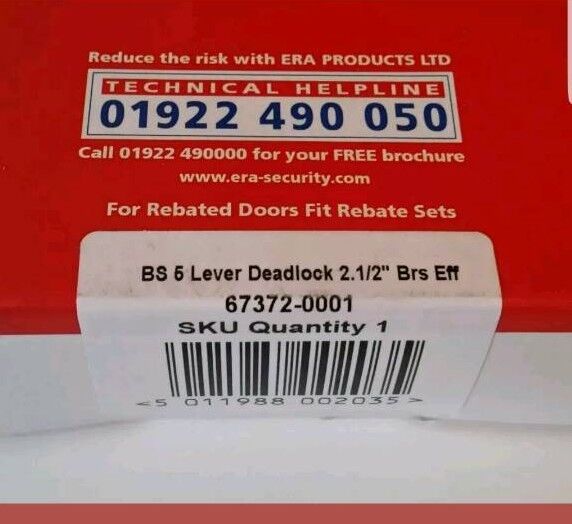 Reduce the risk with ERA PRODUCTS LTD
TECHNICAL HELPLINE
01922 490 050
Call 01922 490000 for your FREE brochure
www.era-security.com
For Rebated Doors Fit Rebate Sets
BS 5 Lever Deadlock 2.1/2" Brs Eff
67372-0001
SKU Quantity 1
<5 011988 002035>